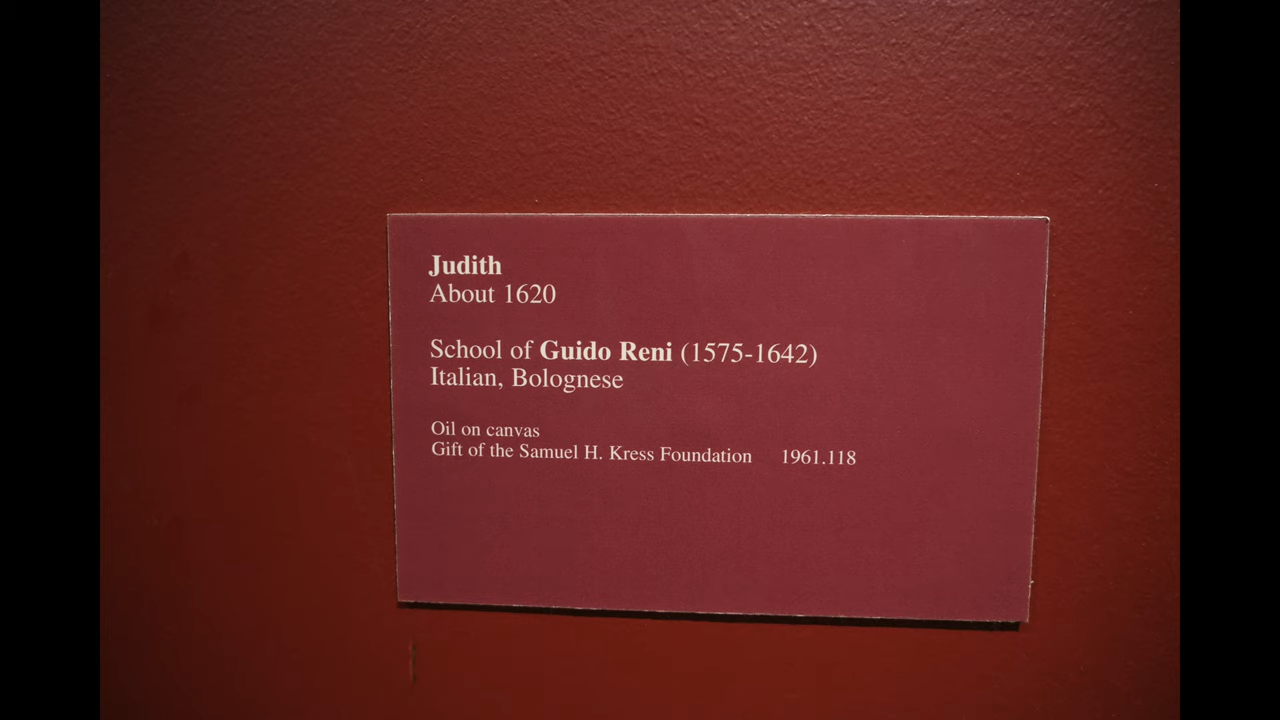 Judith
About 1620
School of Guido Reni (1575-1642)
Italian, Bolognese
Oil on canvas
Gift of the Samuel H. Kress Foundation 1961.118